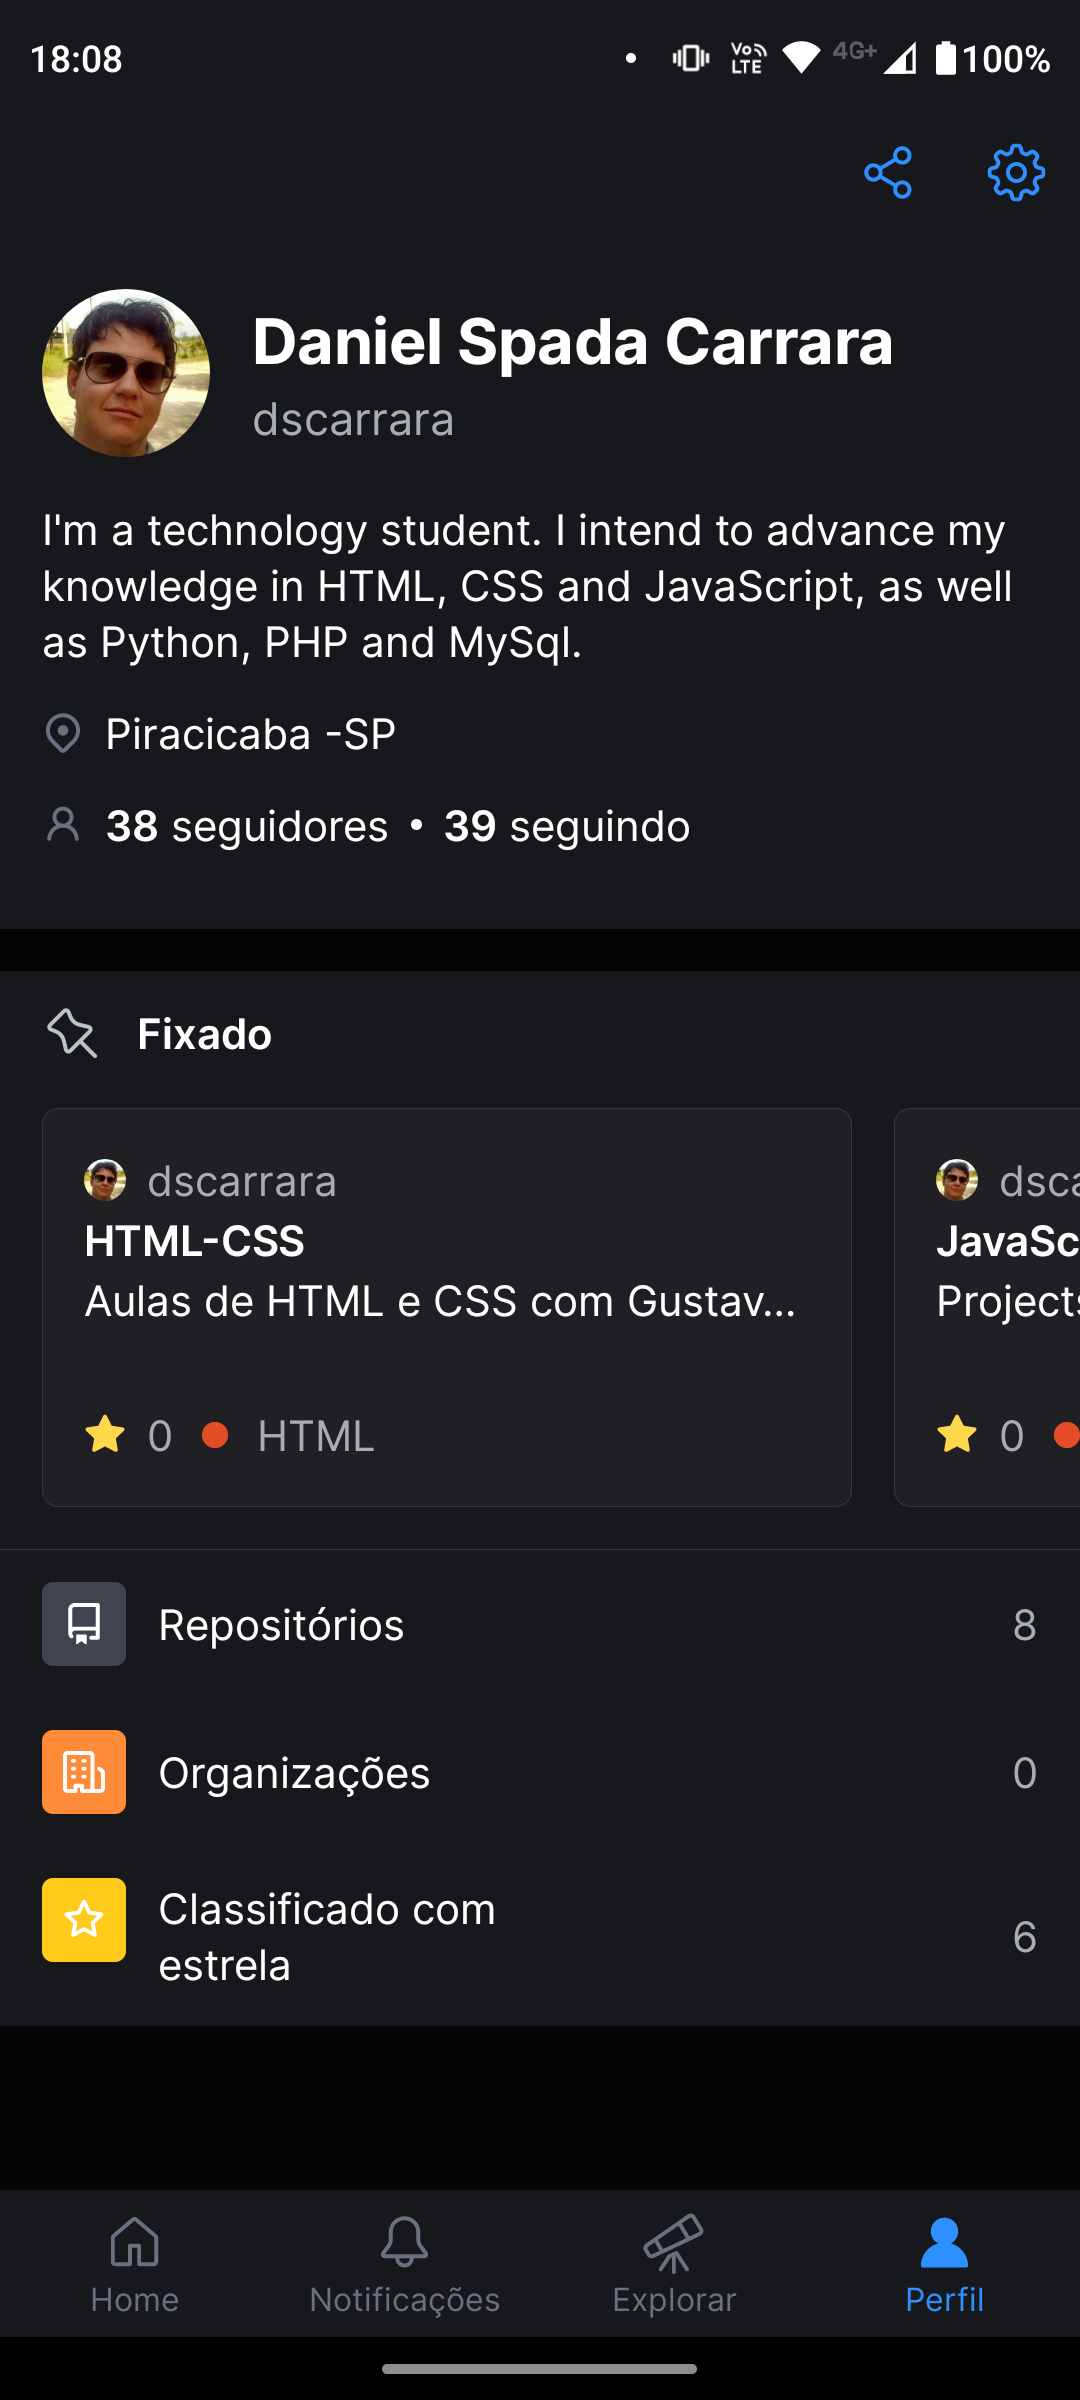 18:08
Vo LTE
4G+
100%
Daniel Spada Carrara
dscarrara
I'm a technology student. I intend to advance my
knowledge in HTML, CSS and JavaScript, as well
as Python, PHP and MySql.
Piracicaba -SP
38 seguidores • 39 seguindo
Fixado
dscarrara
HTML-CSS
Aulas de HTML e CSS com Gustav...
0 HTML
dsca
JavaSc
Projects
0
Repositórios 8
Organizações 0
Classificado com
estrela
6
Home
Notificações
Explorar
Perfil